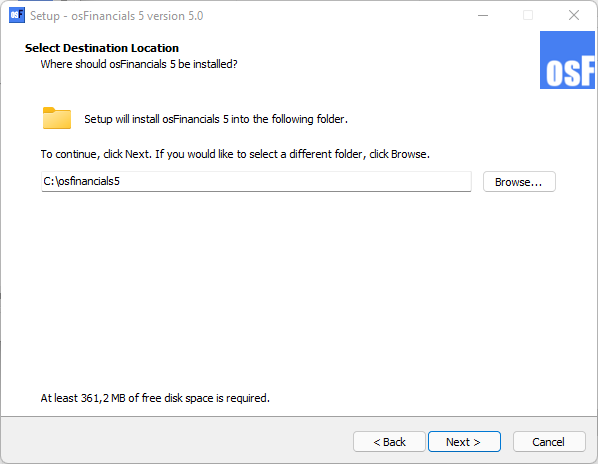 osF Setup - osFinancials 5 version 5.0
Select Destination Location
Where should osFinancials 5 be installed?
osF
Setup will install osFinancials 5 into the following folder.
To continue, click Next. If you would like to select a different folder, click Browse.
C:\osfinancials5 Browse...
At least 361,2 MB of free disk space is required.
< Back Next > Cancel